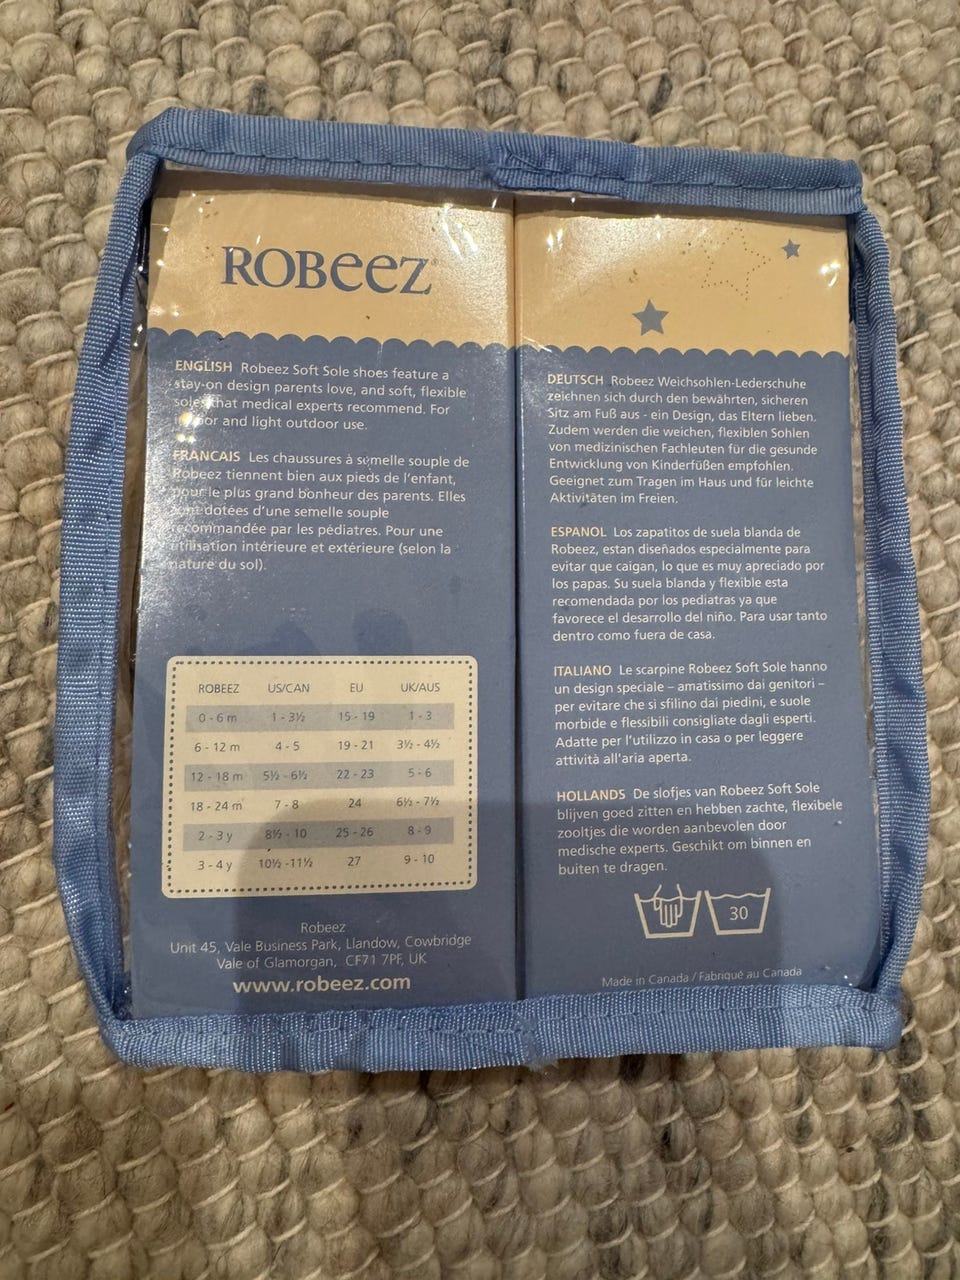 ROBeeZ
ENGLISH Robeez Soft Sole shoes feature a
stay-on design parents love, and soft, flexible
soles that medical experts recommend. For
indoor and light outdoor use.
FRANCAIS Les chaussures à semelle souple de
Robeez tiennent bien aux pieds de l'enfant,
pour le plus grand bonheur des parents. Elles
sont dotées d'une semelle souple
recommandée par les pédiatres. Pour une
utilisation intérieure et extérieure (selon la
nature du sol).
ROBEEZ US/CAN EU UK/AUS
0 - 6 m 1 - 3½ 15 - 19 1 - 3
6 - 12 m 4 - 5 19 - 21 3½ - 4½
12 - 18 m 5½ - 6½ 22 - 23 5 - 6
18 - 24 m 7 - 8 24 6½ - 7½
2 - 3 y 8½ - 10 25 - 26 8 - 9
3 - 4 y 10½ -11½ 27 9 - 10
Robeez
Unit 45, Vale Business Park, Llandow, Cowbridge
Vale of Glamorgan, CF71 7PF, UK
www.robeez.com
DEUTSCH Robeez Weichsohlen-Lederschuhe
zeichnen sich durch den bewährten, sicheren
Sitz am Fuß aus - ein Design, das Eltern lieben.
Zudem werden die weichen, flexiblen Sohlen
von medizinischen Fachleuten für die gesunde
Entwicklung von Kinderfüßen empfohlen.
Geeignet zum Tragen im Haus und für leichte
Aktivitäten im Freien.
ESPANOL Los zapatitos de suela blanda de
Robeez, estan diseñados especialmente para
evitar que caigan, lo que es muy apreciado por
los papas. Su suela blanda y flexible esta
recomendada por los pediatras ya que
favorece el desarrollo del niño. Para usar tanto
dentro como fuera de casa.
ITALIANO Le scarpine Robeez Soft Sole hanno
un design speciale – amatissimo dai genitori –
per evitare che si sfilino dai piedini, e suole
morbide e flessibili consigliate dagli esperti.
Adatte per l'utilizzo in casa o per leggere
attività all'aria aperta.
HOLLANDS De slofjes van Robeez Soft Sole
blijven goed zitten en hebben zachte, flexibele
zooltjes die worden aanbevolen door
medische experts. Geschikt om binnen en
buiten te dragen.
30
Made in Canada / Fabriqué au Canada